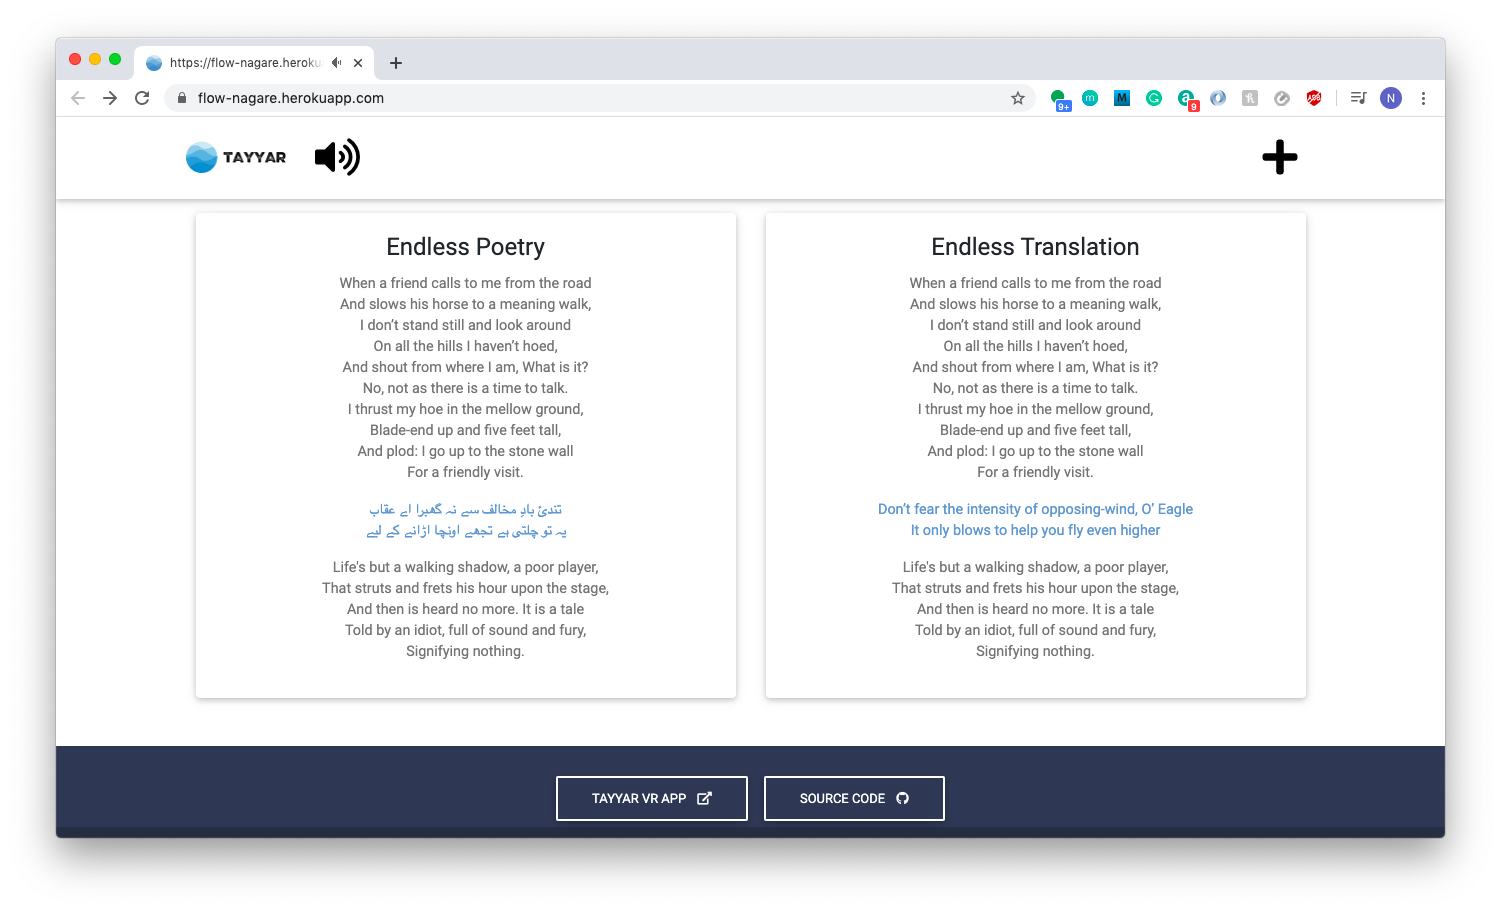 https://flow-nagare.heroku
flow-nagare.herokuapp.com
9+
m
M
G
a
9
ABP
N
TAYYAR
Endless Poetry
When a friend calls to me from the road
And slows his horse to a meaning walk,
I don’t stand still and look around
On all the hills I haven’t hoed,
And shout from where I am, What is it?
No, not as there is a time to talk.
I thrust my hoe in the mellow ground,
Blade-end up and five feet tall,
And plod: I go up to the stone wall
For a friendly visit.
تندیٔ بادِ مخالف سے نہ گھبرا اے عقاب
یہ تو چلتی ہے تجھے اونچا اڑانے کے لیے
Life's but a walking shadow, a poor player,
That struts and frets his hour upon the stage,
And then is heard no more. It is a tale
Told by an idiot, full of sound and fury,
Signifying nothing.
Endless Translation
When a friend calls to me from the road
And slows his horse to a meaning walk,
I don’t stand still and look around
On all the hills I haven’t hoed,
And shout from where I am, What is it?
No, not as there is a time to talk.
I thrust my hoe in the mellow ground,
Blade-end up and five feet tall,
And plod: I go up to the stone wall
For a friendly visit.
Don’t fear the intensity of opposing-wind, O’ Eagle
It only blows to help you fly even higher
Life's but a walking shadow, a poor player,
That struts and frets his hour upon the stage,
And then is heard no more. It is a tale
Told by an idiot, full of sound and fury,
Signifying nothing.
TAYYAR VR APP
SOURCE CODE